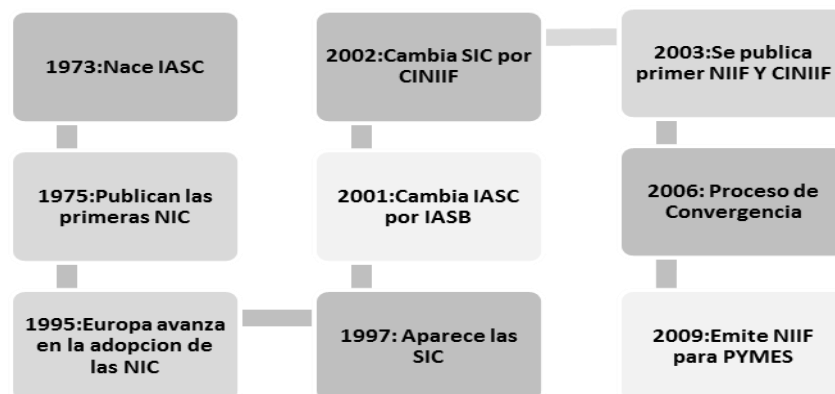 1973:Nace IASC
1975:Publican las
primeras NIC
1995:Europa avanza
en la adopcion de
las NIC
1997: Aparece las
SIC
2001:Cambia IASC
por IASB
2002:Cambia SIC por
CINIIF
2003:Se publica
primer NIIF Y CINIIF
2006: Proceso de
Convergencia
2009:Emite NIIF
para PYMES